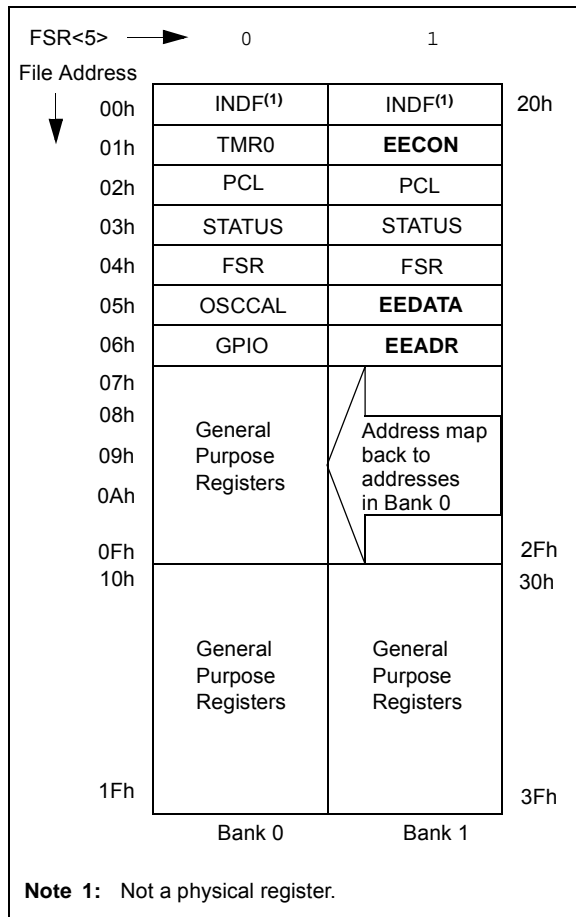 FSR<5> 0 1
File Address
00h INDF(1) INDF(1) 20h
01h TMR0 EECON
02h PCL PCL
03h STATUS STATUS
04h FSR FSR
05h OSCCAL EEDATA
06h GPIO EEADR
07h
08h
09h
0Ah
0Fh
General
Purpose
Registers
Address map
back to
addresses
in Bank 0
2Fh
10h 30h
General
Purpose
Registers
General
Purpose
Registers
1Fh 3Fh
Bank 0 Bank 1
Note 1: Not a physical register.